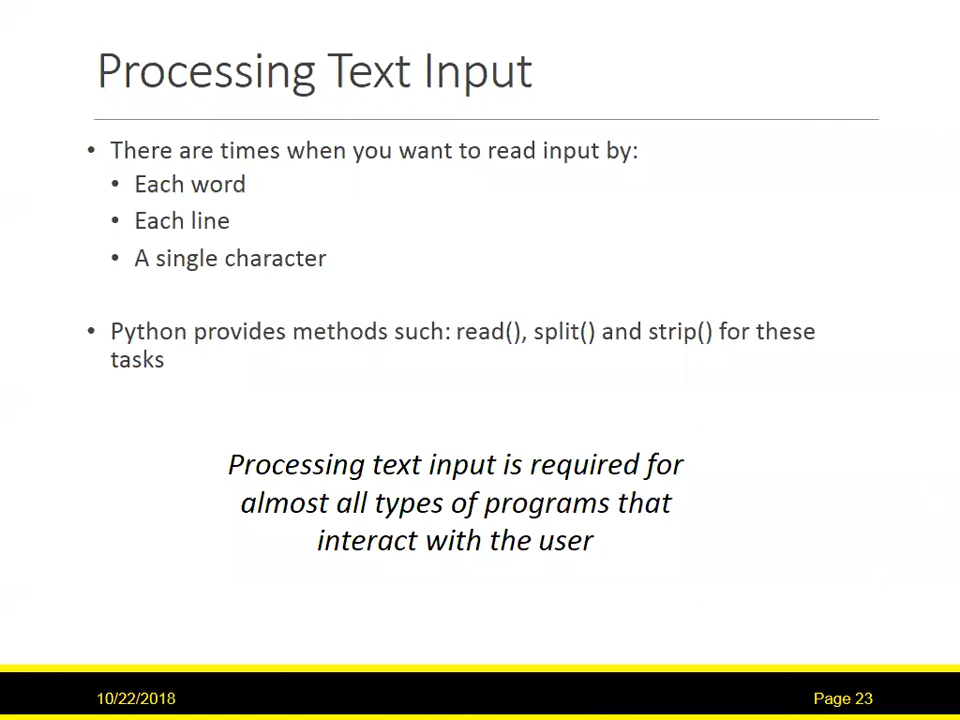 Processing Text Input
• There are times when you want to read input by:
• Each word
• Each line
• A single character
• Python provides methods such: read(), split() and strip() for these
tasks
Processing text input is required for
almost all types of programs that
interact with the user
10/22/2018
Page 23